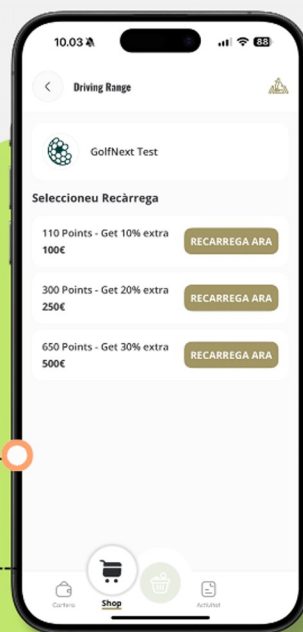 10.03
88
Driving Range
GolfNext Test
Seleccioneu Recàrrega
110 Points - Get 10% extra
100€
RECARREGA ARA
300 Points - Get 20% extra
250€
RECARREGA ARA
650 Points - Get 30% extra
500€
RECARREGA ARA
Cartera
Shop
Activitat